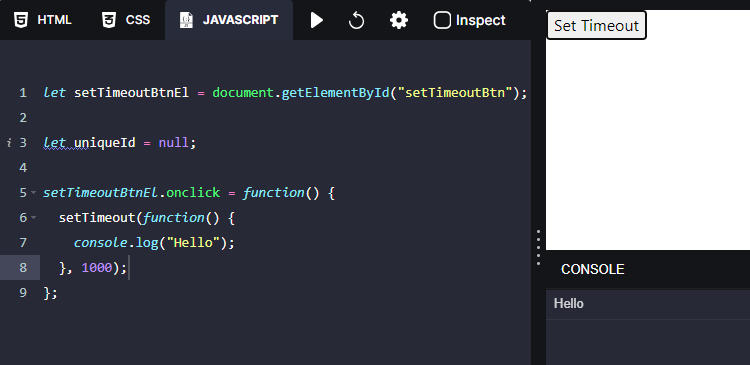 HTML CSS JAVASCRIPT Inspect
1 let setTimeoutBtnEl = document.getElementById("setTimeoutBtn");
2
i 3 let uniqueId = null;
4
5 setTimeoutBtnEl.onclick = function() {
6 setTimeout(function() {
7 console.log("Hello");
8 }, 1000);
9 };
Set Timeout
CONSOLE
Hello